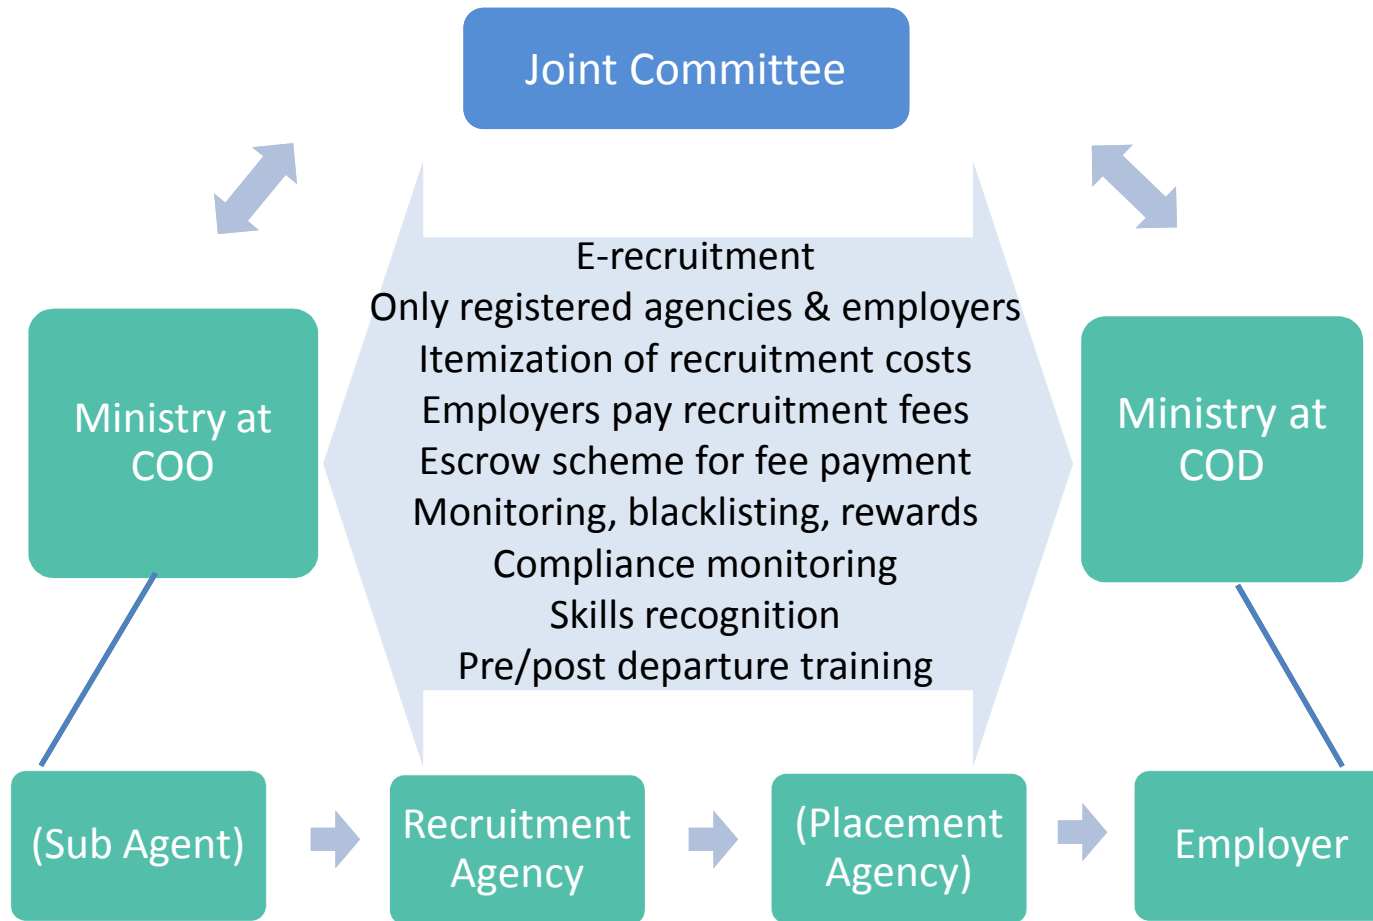 Joint Committee
E-recruitment
Only registered agencies & employers
Itemization of recruitment costs
Employers pay recruitment fees
Escrow scheme for fee payment
Monitoring, blacklisting, rewards
Compliance monitoring
Skills recognition
Pre/post departure training
Ministry at
COO
Ministry at
COD
(Sub Agent)
Recruitment
Agency
(Placement
Agency)
Employer